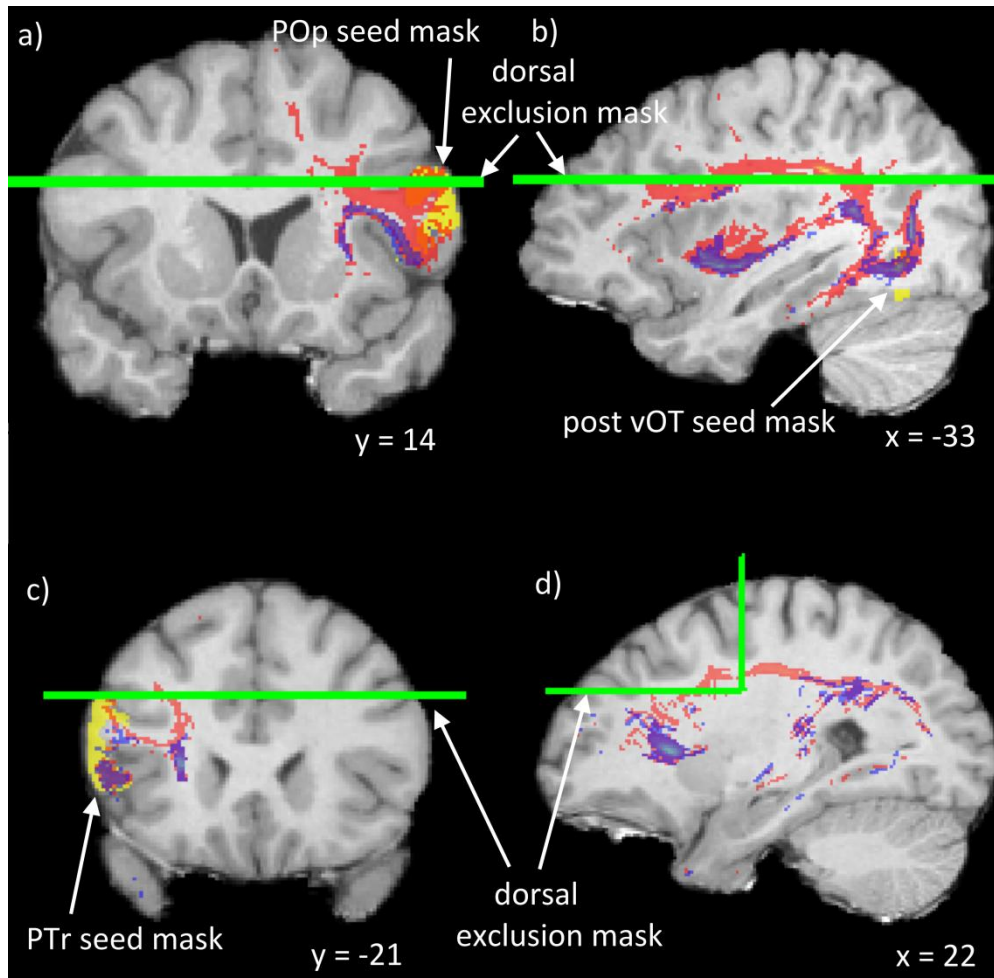 a)
POp seed mask
b)
dorsal
exclusion mask
post vOT seed mask
y = 14
x = -33
c)
d)
dorsal
exclusion mask
PTr seed mask
y = -21
x = 22